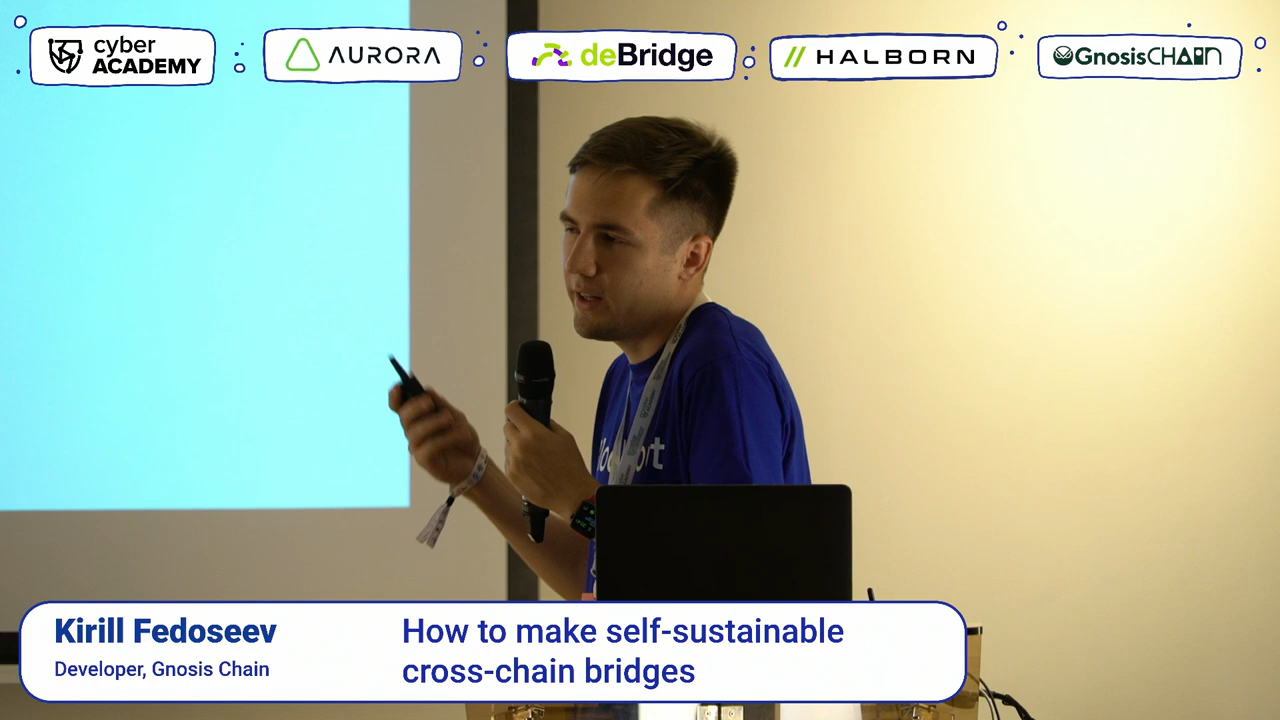 cyber
ACADEMY
AURORA
deBridge
HALBORN
GnosisCHAIN
Kirill Fedoseev
Developer, Gnosis Chain
How to make self-sustainable
cross-chain bridges